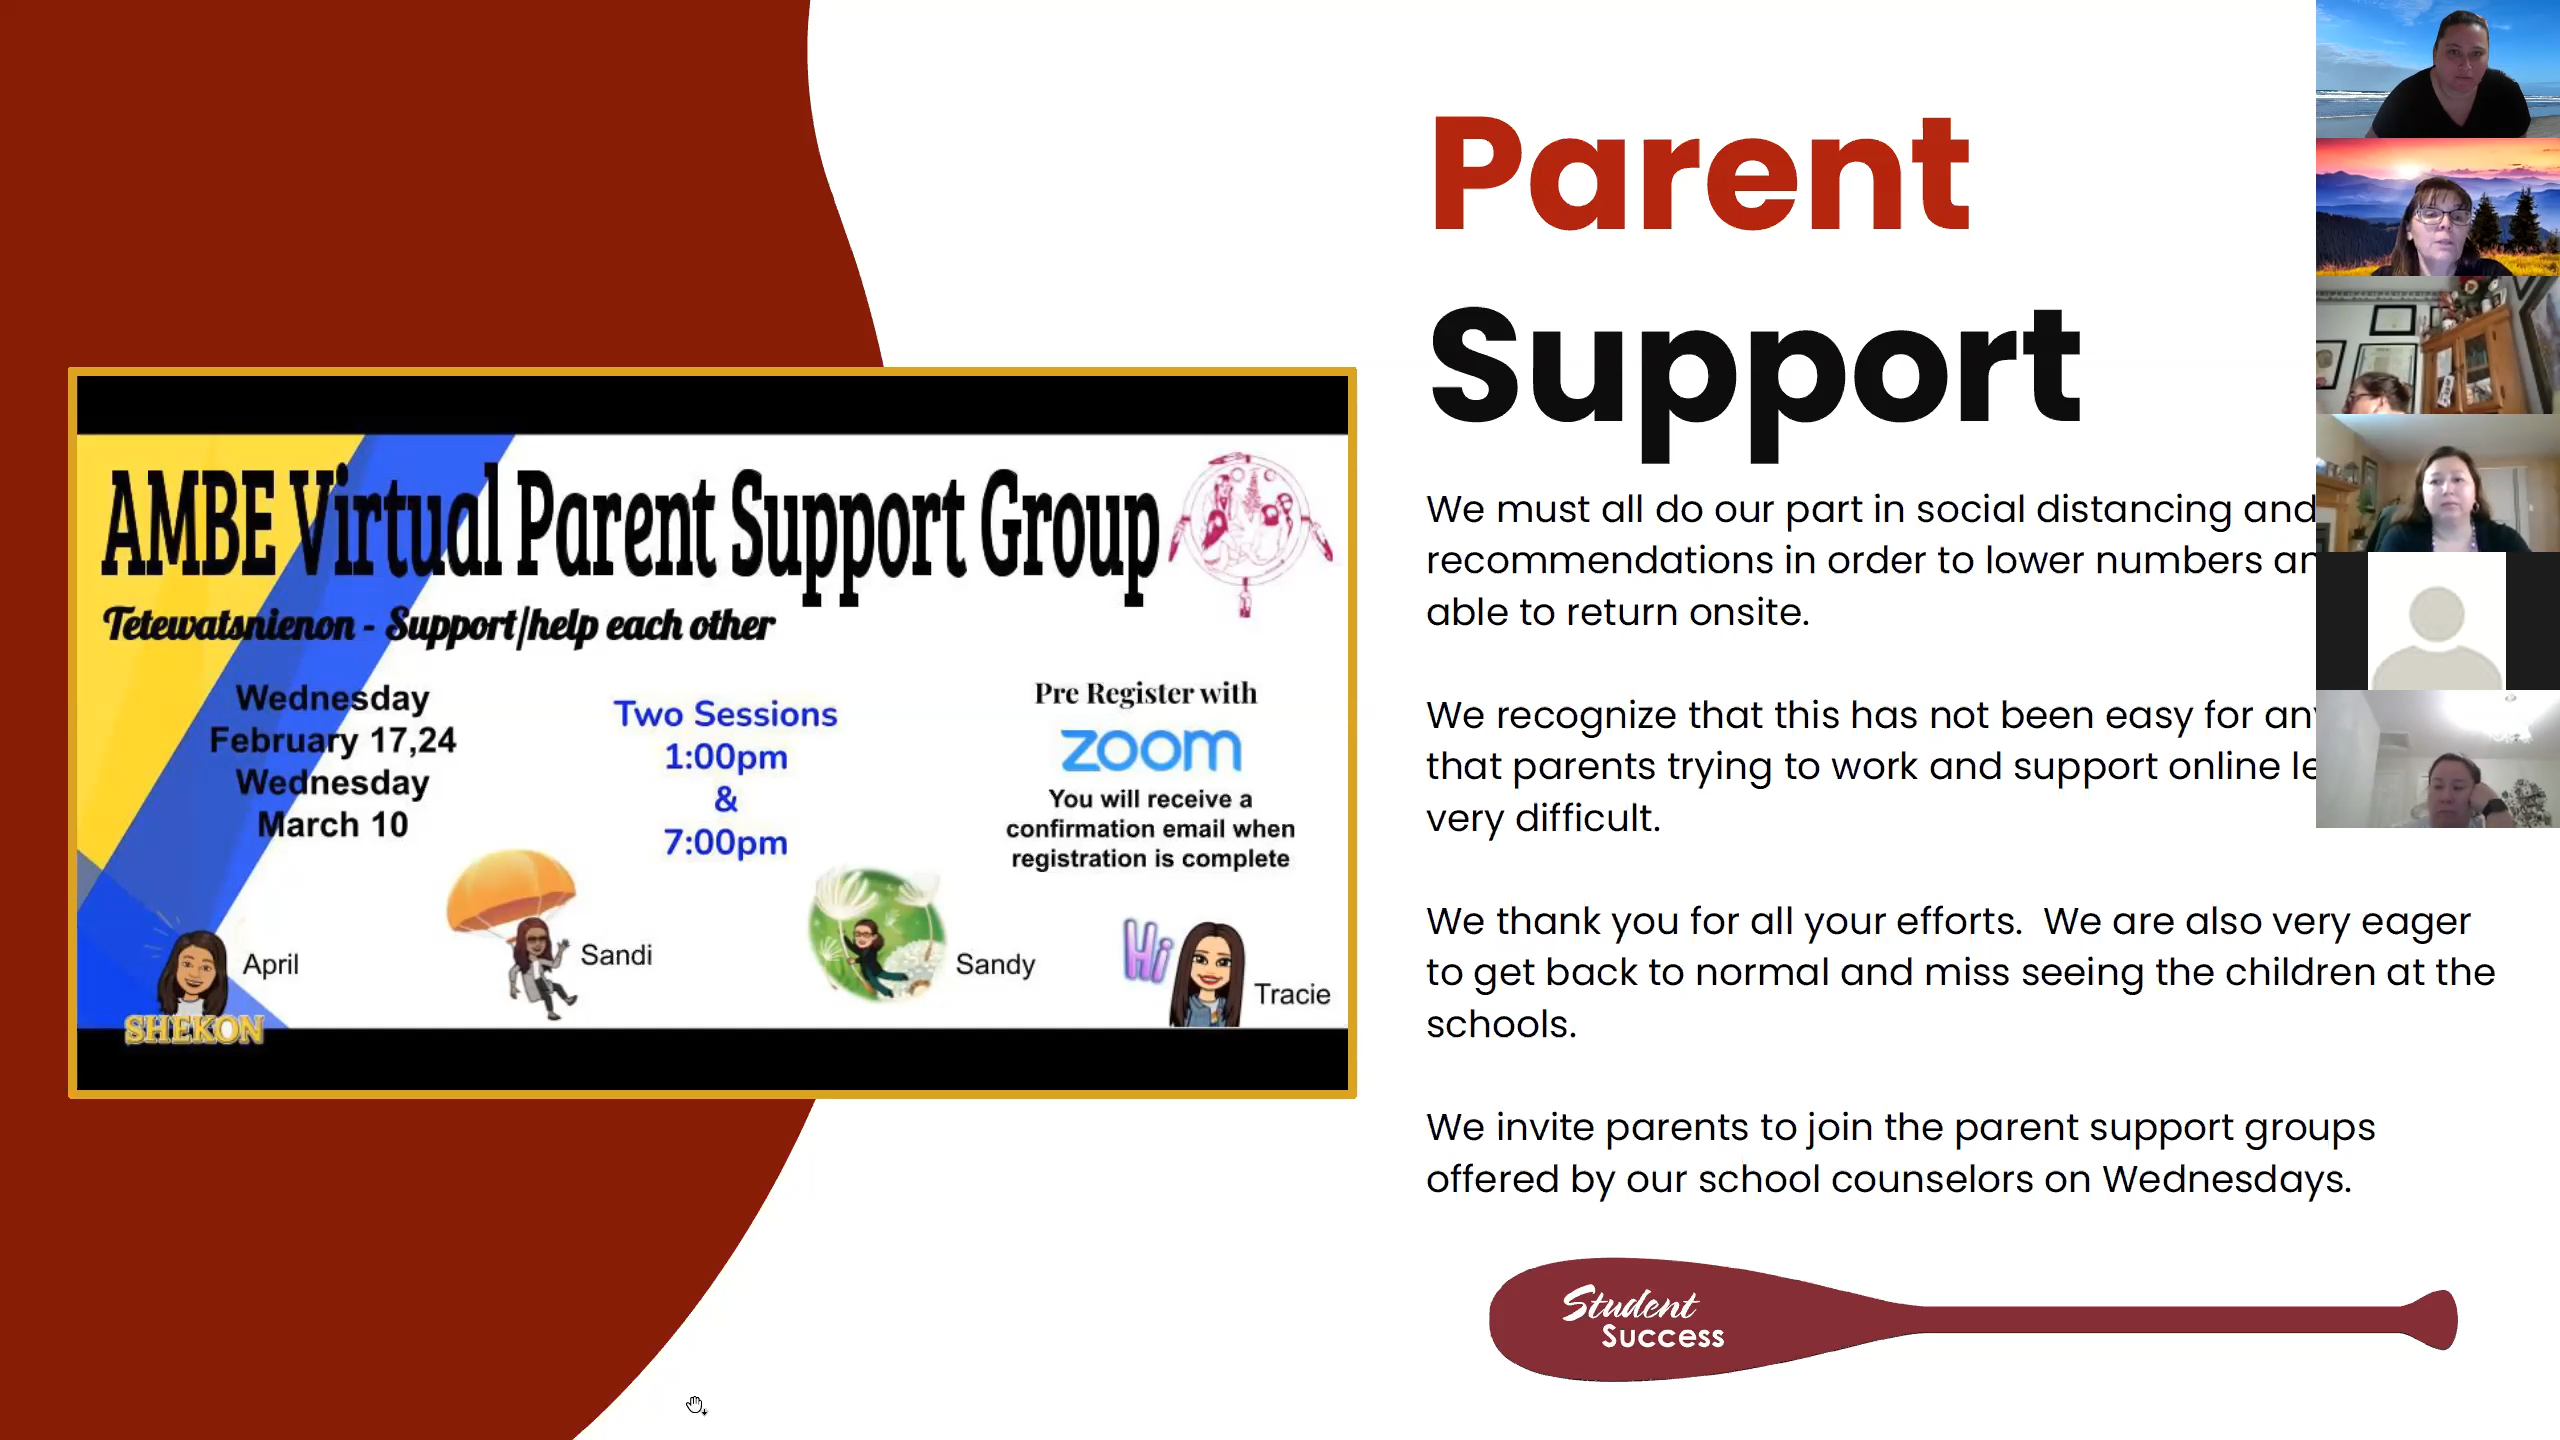 Parent
Support
AMBE Virtual Parent Support Group
Tetewatsnienon - Support/help each other
Wednesday
February 17,24
Wednesday
March 10
Two Sessions
1:00pm
&
7:00pm
Pre Register with
zoom
You will receive a
confirmation email when
registration is complete
April
SHEKON
Sandi
Sandy
Hi
Tracie
We must all do our part in social distancing and
recommendations in order to lower numbers
able to return onsite.
We recognize that this has not been easy for
that parents trying to work and support online
very difficult.
We thank you for all your efforts. We are also very eager
to get back to normal and miss seeing the children at the
schools.
We invite parents to join the parent support groups
offered by our school counselors on Wednesdays.
Student
Success